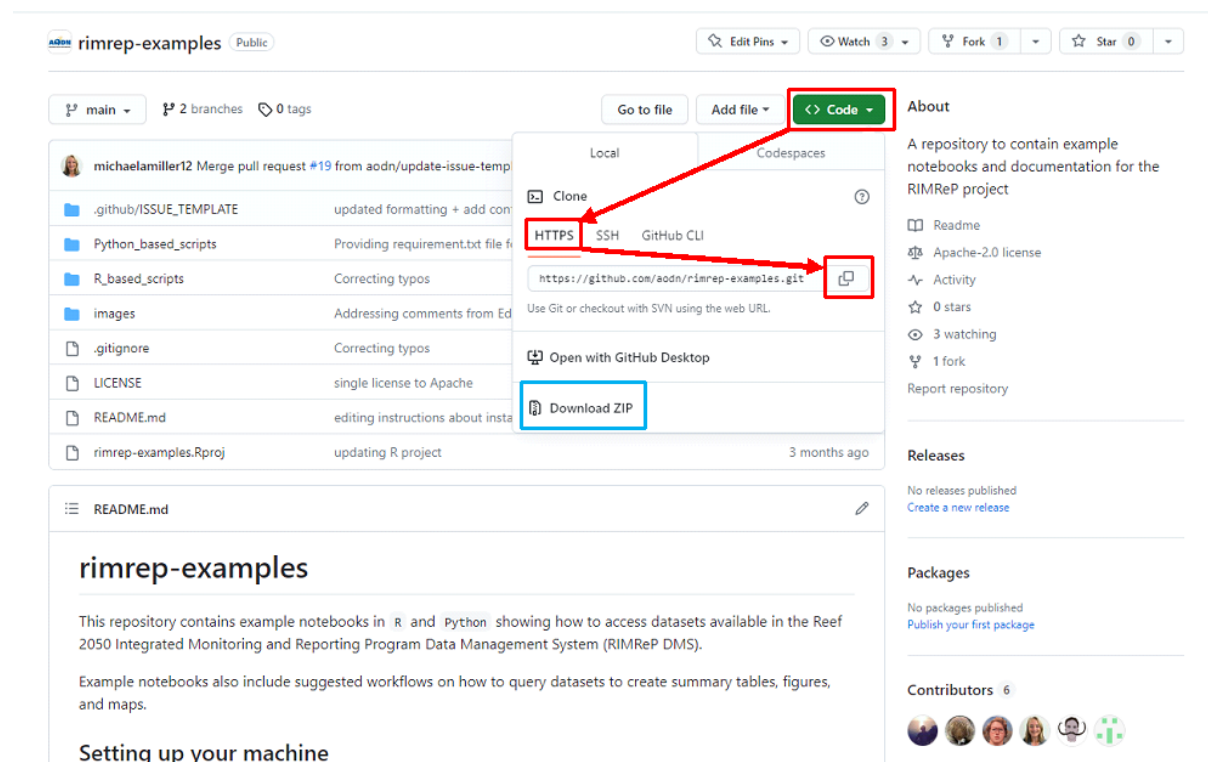 AODN rimrep-examples Public
Edit Pins Watch 3 Fork 1 Star 0
main 2 branches 0 tags Go to file Add file <> Code
About
A repository to contain example
notebooks and documentation for the
RIMReP project
Readme
Apache-2.0 license
Activity
0 stars
3 watching
1 fork
Report repository
michaelamiller12 Merge pull request #19 from aodn/update-issue-temp
.github/ISSUE_TEMPLATE updated formatting + add con
Python_based_scripts Providing requirement.txt file f
R_based_scripts Correcting typos
images Addressing comments from Ed
.gitignore Correcting typos
LICENSE single license to Apache
README.md editing instructions about insta
rimrep-examples.Rproj updating R project 3 months ago
Local Codespaces
Clone
HTTPS SSH GitHub CLI
https://github.com/aodn/rimrep-examples.git
Use Git or checkout with SVN using the web URL.
Open with GitHub Desktop
Download ZIP
Releases
No releases published
Create a new release
Packages
No packages published
Publish your first package
Contributors 6
README.md
rimrep-examples
This repository contains example notebooks in R and Python showing how to access datasets available in the Reef
2050 Integrated Monitoring and Reporting Program Data Management System (RIMReP DMS).
Example notebooks also include suggested workflows on how to query datasets to create summary tables, figures,
and maps.
Setting up your machine